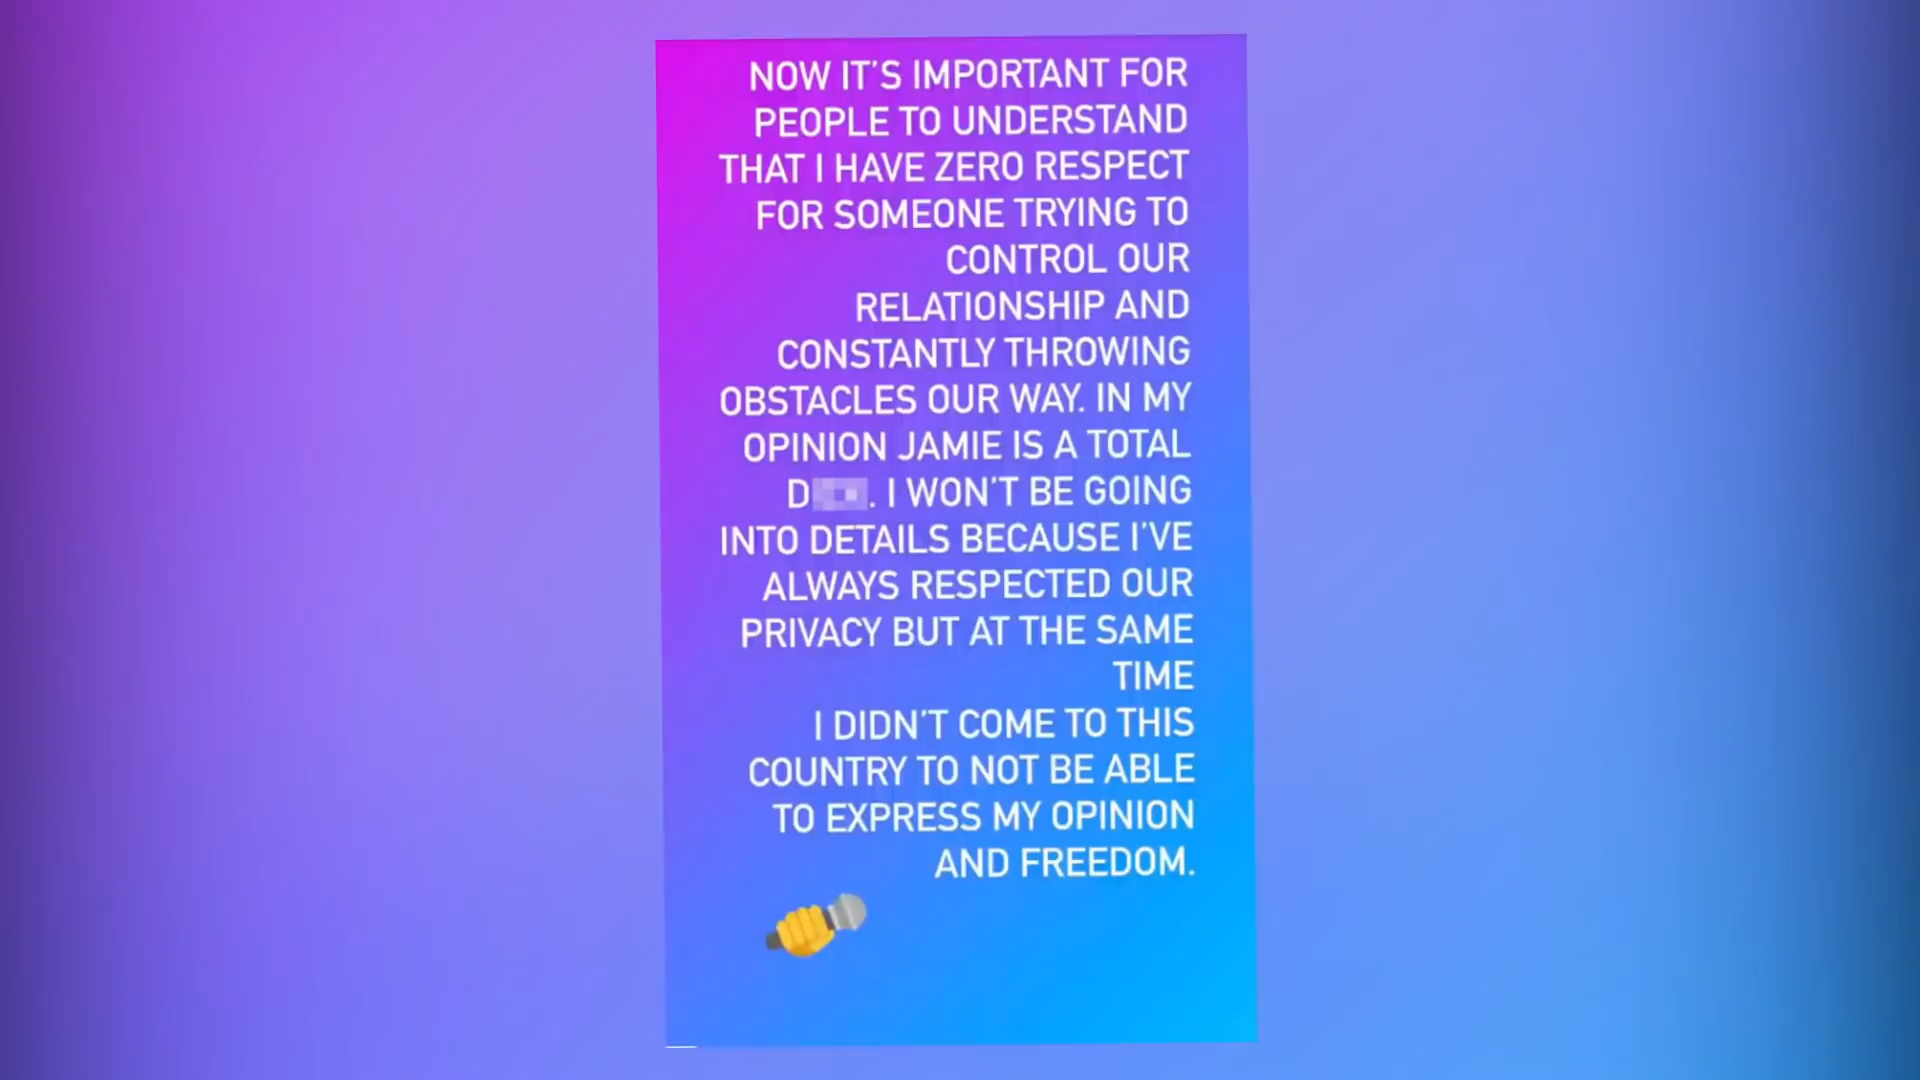 NOW IT'S IMPORTANT FOR
PEOPLE TO UNDERSTAND
THAT I HAVE ZERO RESPECT
FOR SOMEONE TRYING TO
CONTROL OUR
RELATIONSHIP AND
CONSTANTLY THROWING
OBSTACLES OUR WAY. IN MY
OPINION JAMIE IS A TOTAL
D. I WON'T BE GOING
INTO DETAILS BECAUSE I'VE
ALWAYS RESPECTED OUR
PRIVACY BUT AT THE SAME
TIME
I DIDN'T COME TO THIS
COUNTRY TO NOT BE ABLE
TO EXPRESS MY OPINION
AND FREEDOM.